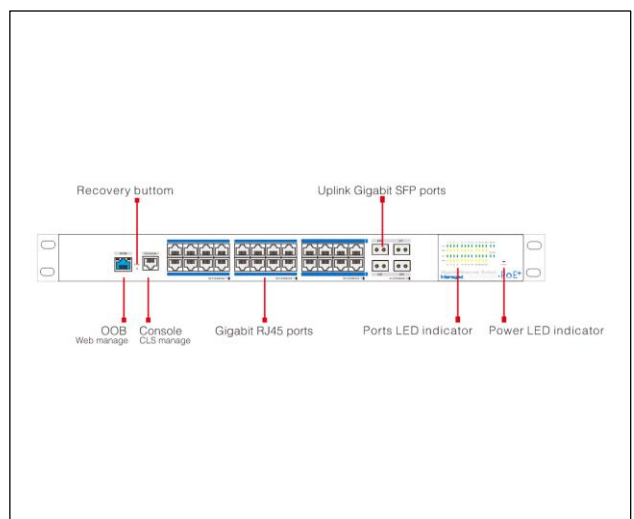 Recovery buttom
Uplink Gigabit SFP ports
PoE+
OOB
Web manage
Console
CLS manage
Gigabit RJ45 ports
Ports LED indicator
Power LED indicator